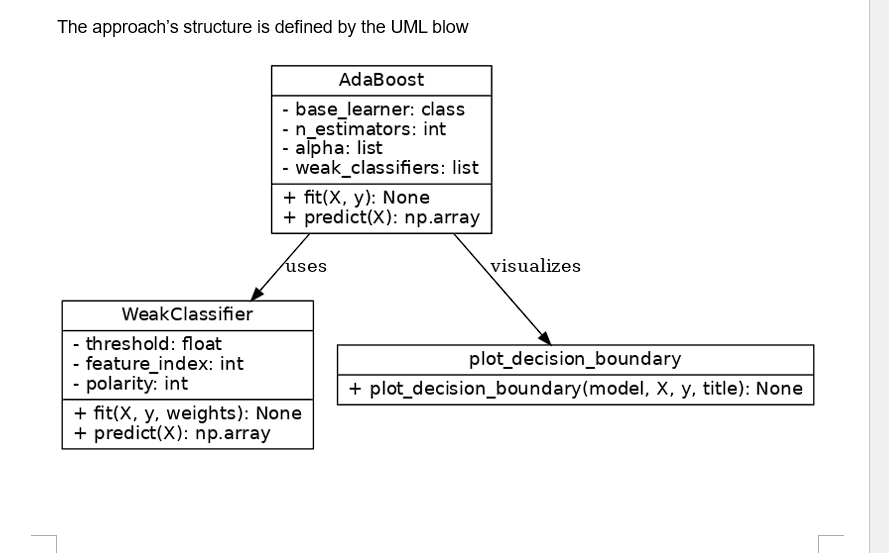 The approach's structure is defined by the UML blow
AdaBoost
- base_learner: class
- n_estimators: int
- alpha: list
- weak_classifiers: list
+ fit(X, y): None
+ predict(X): np.array
uses
visualizes
WeakClassifier
- threshold: float
- feature_index: int
- polarity: int
+ fit(X, y, weights): None
+ predict(X): np.array
plot_decision_boundary
+ plot_decision_boundary(model, X, y, title): None